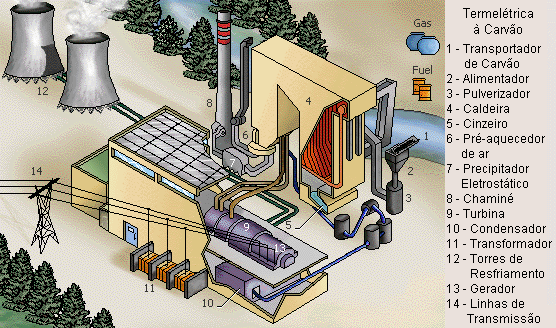 Termelétrica
à Carvão
1 - Transportador
de Carvão
2 - Alimentador
3 - Pulverizador
4 - Caldeira
5 - Cinzeiro
6 - Pré-aquecedor
de ar
7 - Precipitador
Eletrostático
8 - Chaminé
9 - Turbina
10 - Condensador
11 - Transformador
12 - Torres de
Resfriamento
13 - Gerador
14 - Linhas de
Transmissão
Gas
Fuel
12
8
6
7
4
1
2
3
14
5
9
13
11
10